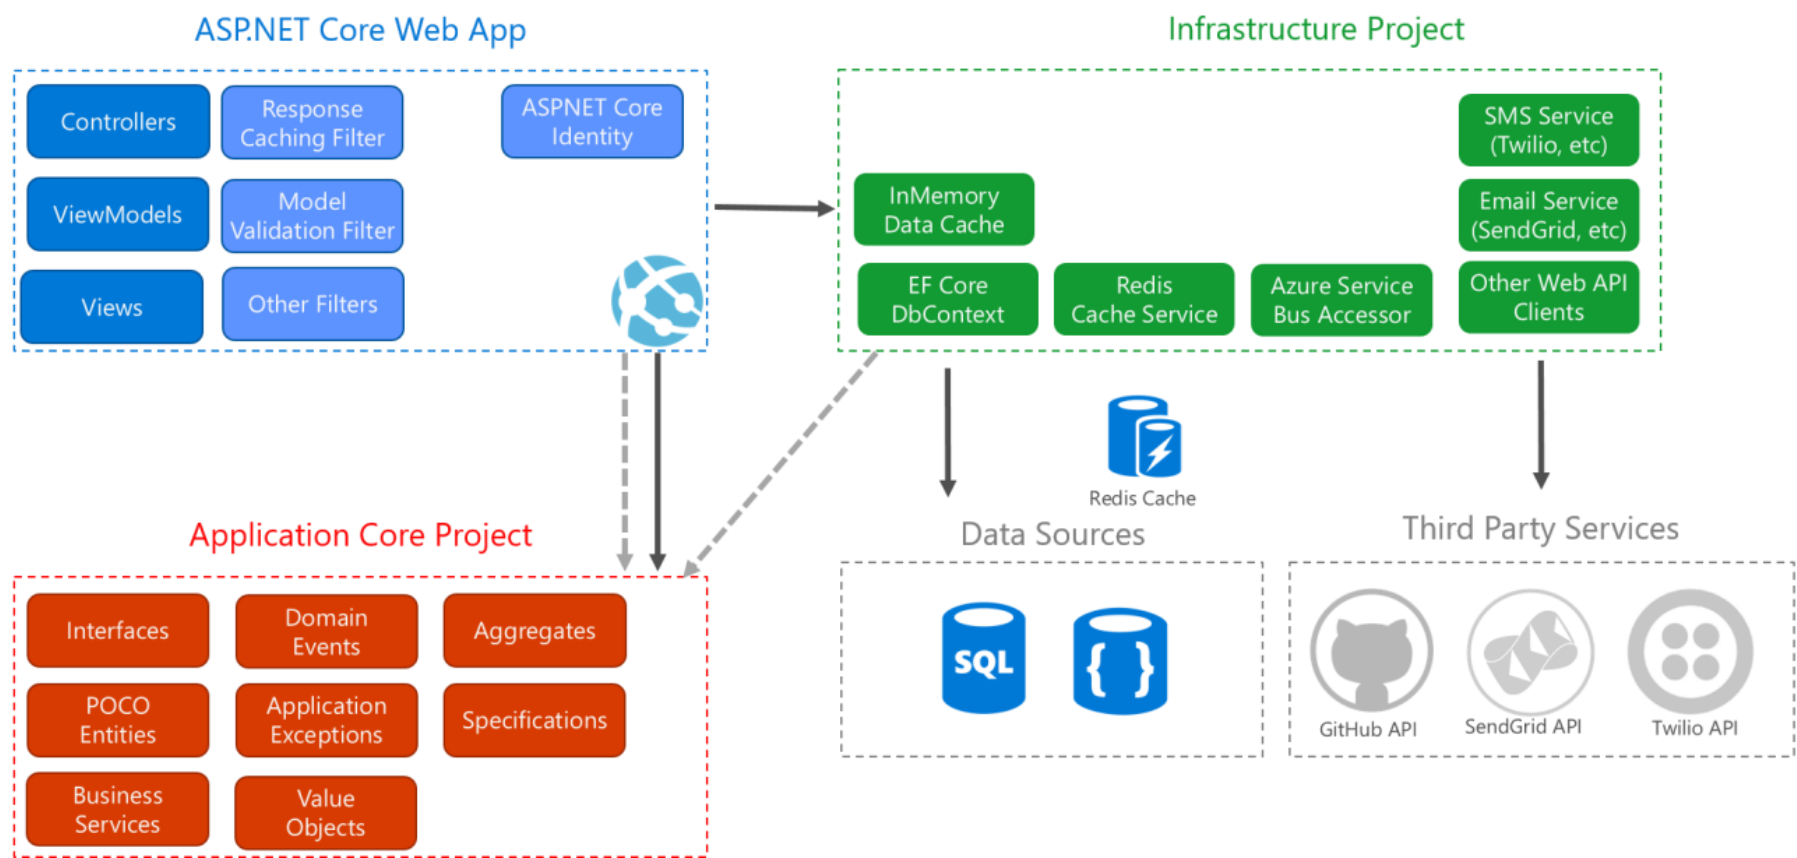 ASP.NET Core Web App
Controllers
Response
Caching Filter
ASPNET Core
Identity
ViewModels
Model
Validation Filter
Views
Other Filters
Infrastructure Project
SMS Service
(Twilio, etc)
InMemory
Data Cache
Email Service
(SendGrid, etc)
EF Core
DbContext
Redis
Cache Service
Azure Service
Bus Accessor
Other Web API
Clients
Redis Cache
Application Core Project
Interfaces
Domain
Events
Aggregates
POCO
Entities
Application
Exceptions
Specifications
Business
Services
Value
Objects
Data Sources
SQL
{ }
Third Party Services
GitHub API
SendGrid API
Twilio API